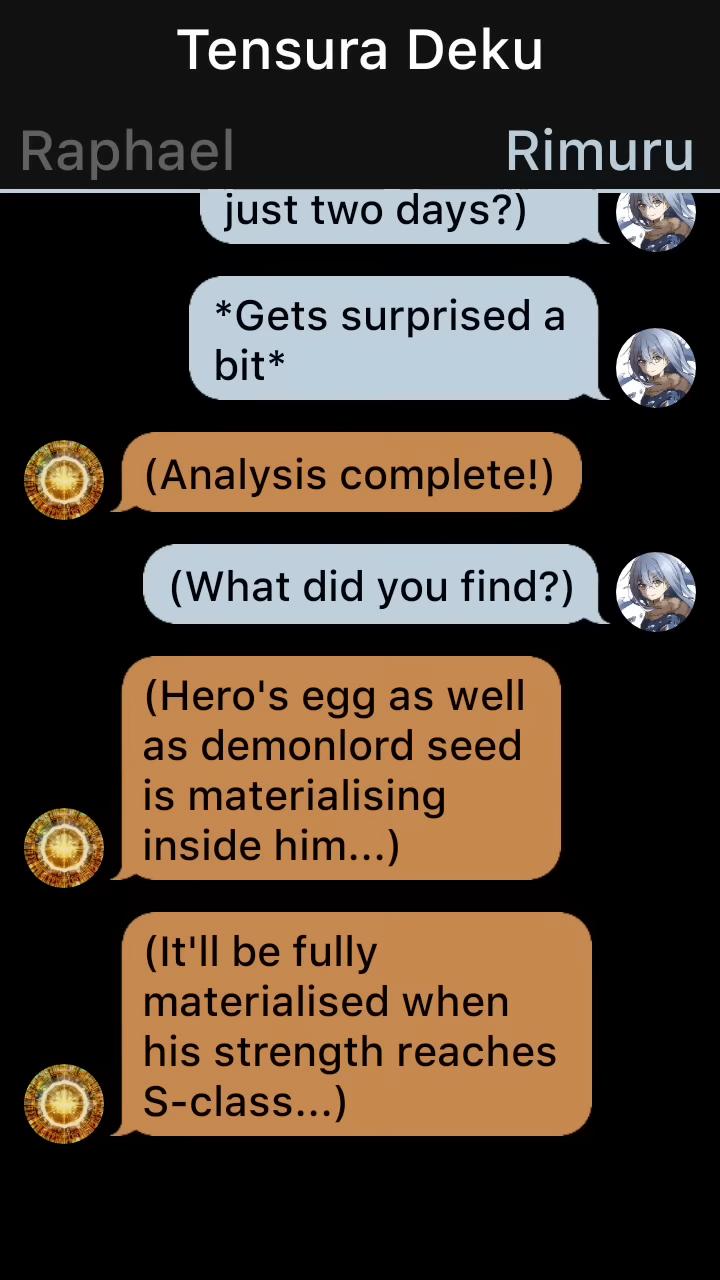 Tensura Deku
Raphael
Rimuru
just two days?)
*Gets surprised a
bit*
(Analysis complete!)
(What did you find?)
(Hero's egg as well
as demonlord seed
is materialising
inside him...)
(It'll be fully
materialised when
his strength reaches
S-class...)